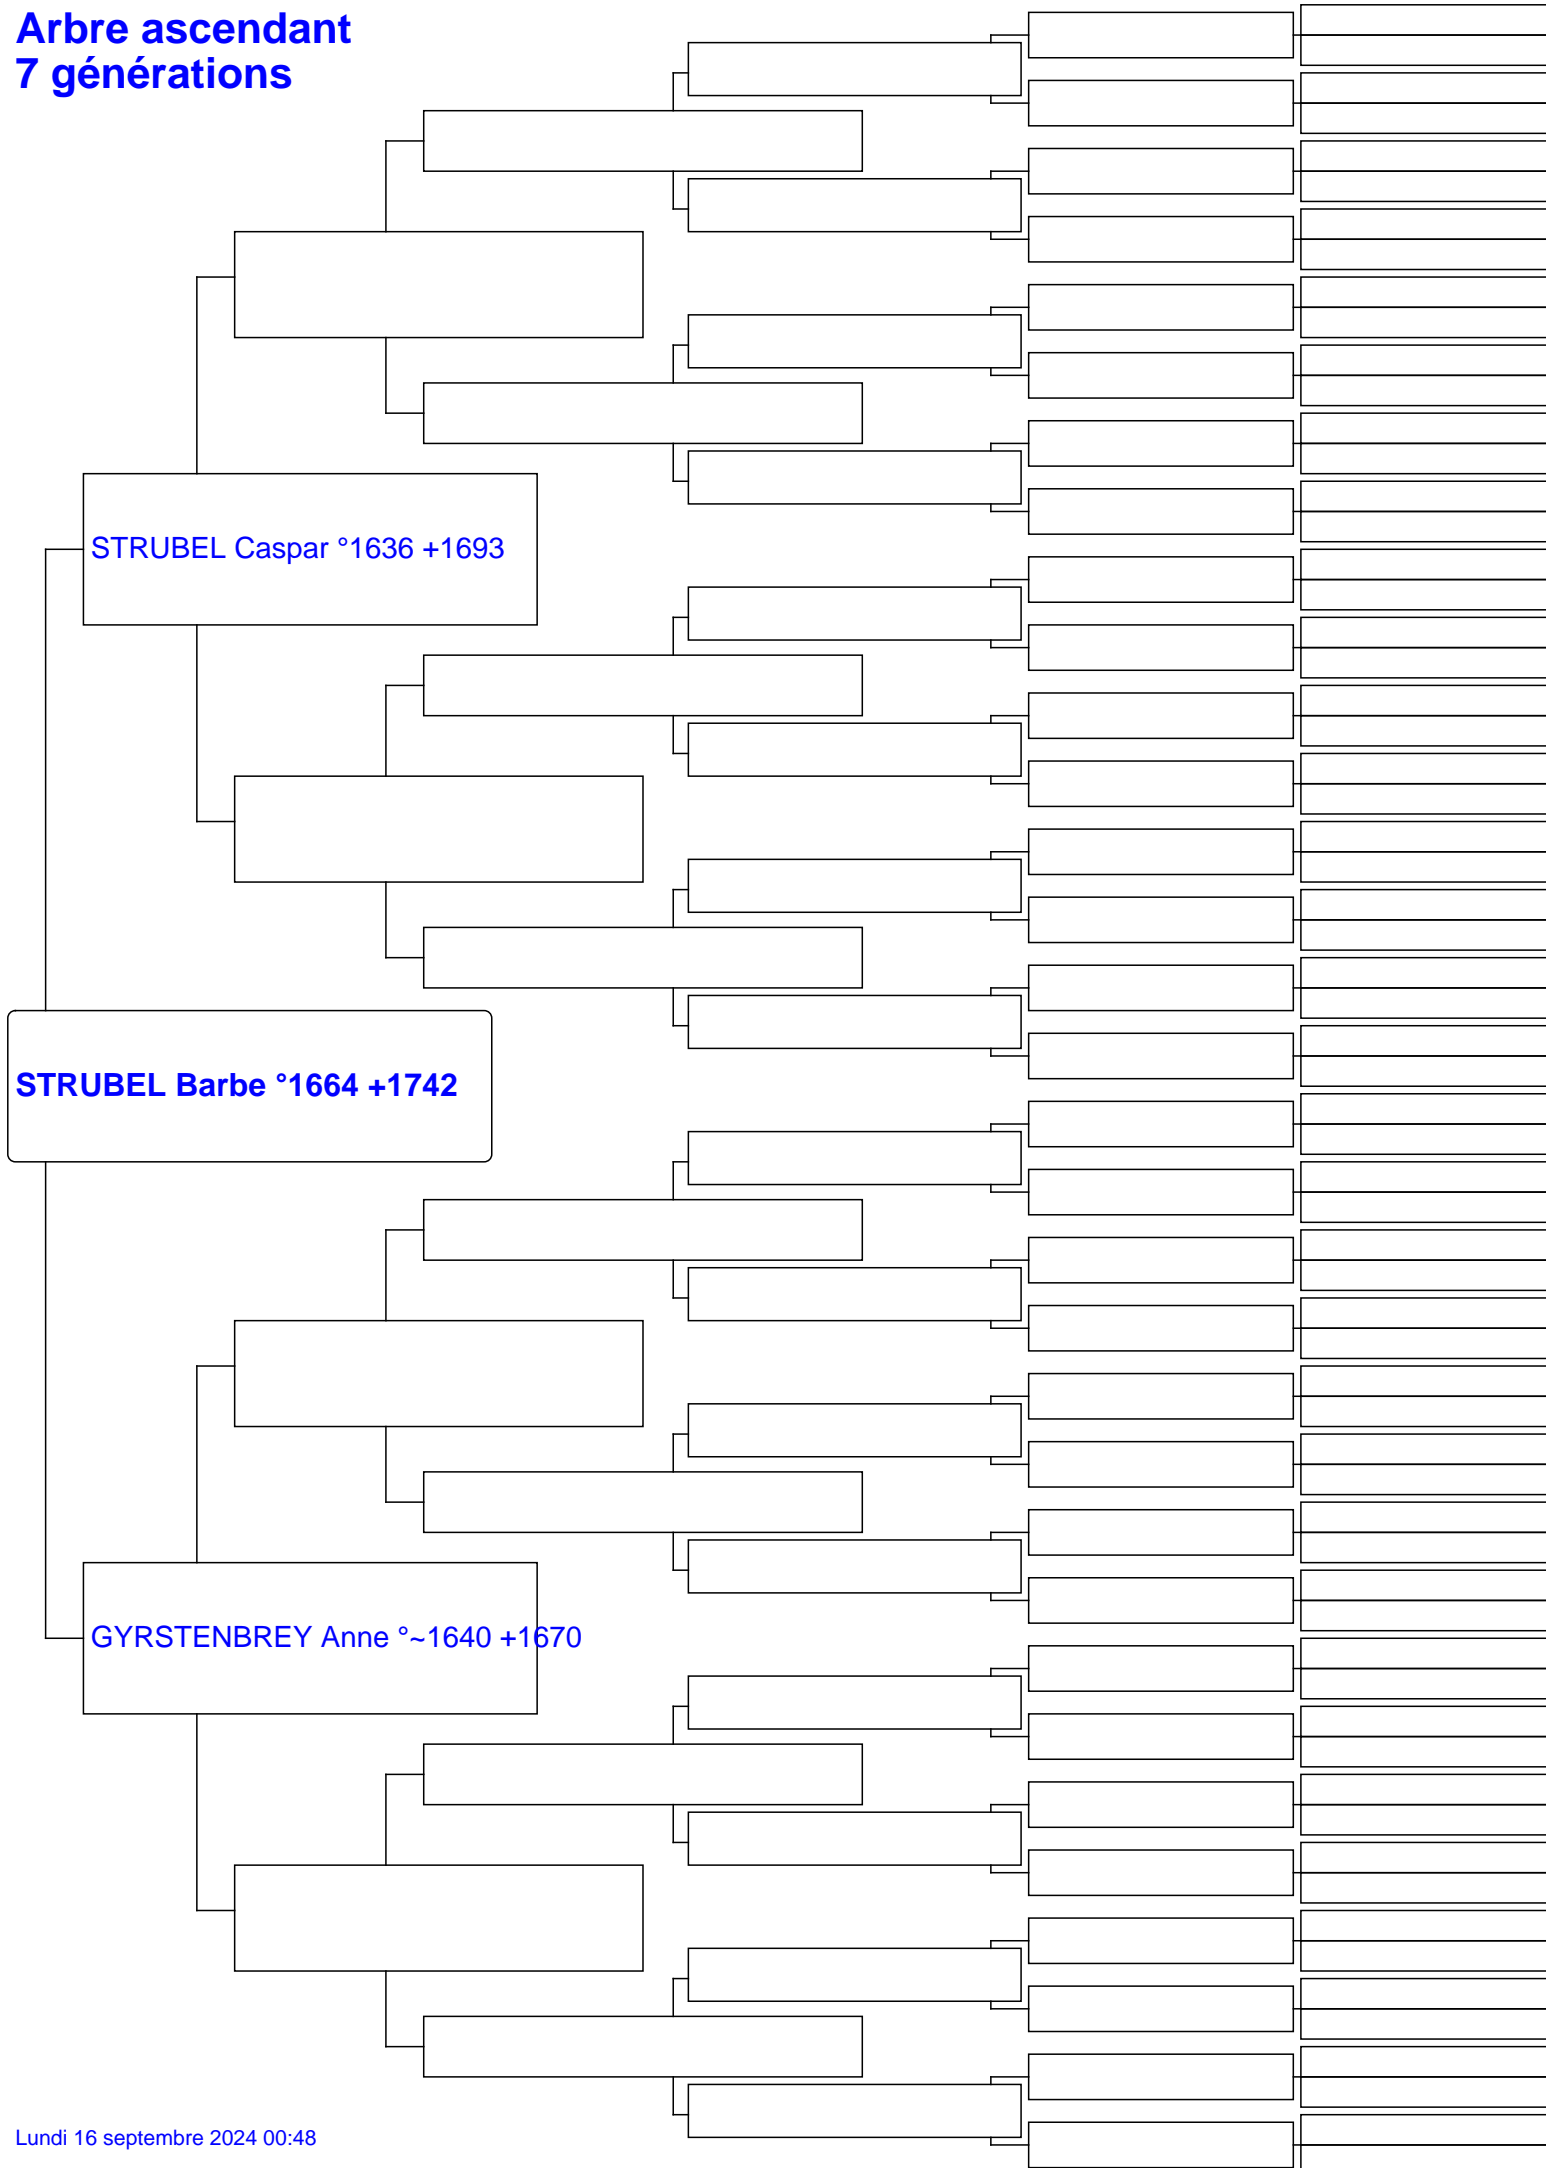 Arbre ascendant
7 générations
STRUBEL Caspar °1636 +1693
STRUBEL Barbe °1664 +1742
GYRSTENBREY Anne °~1640 +1670
Lundi 16 septembre 2024 00:48